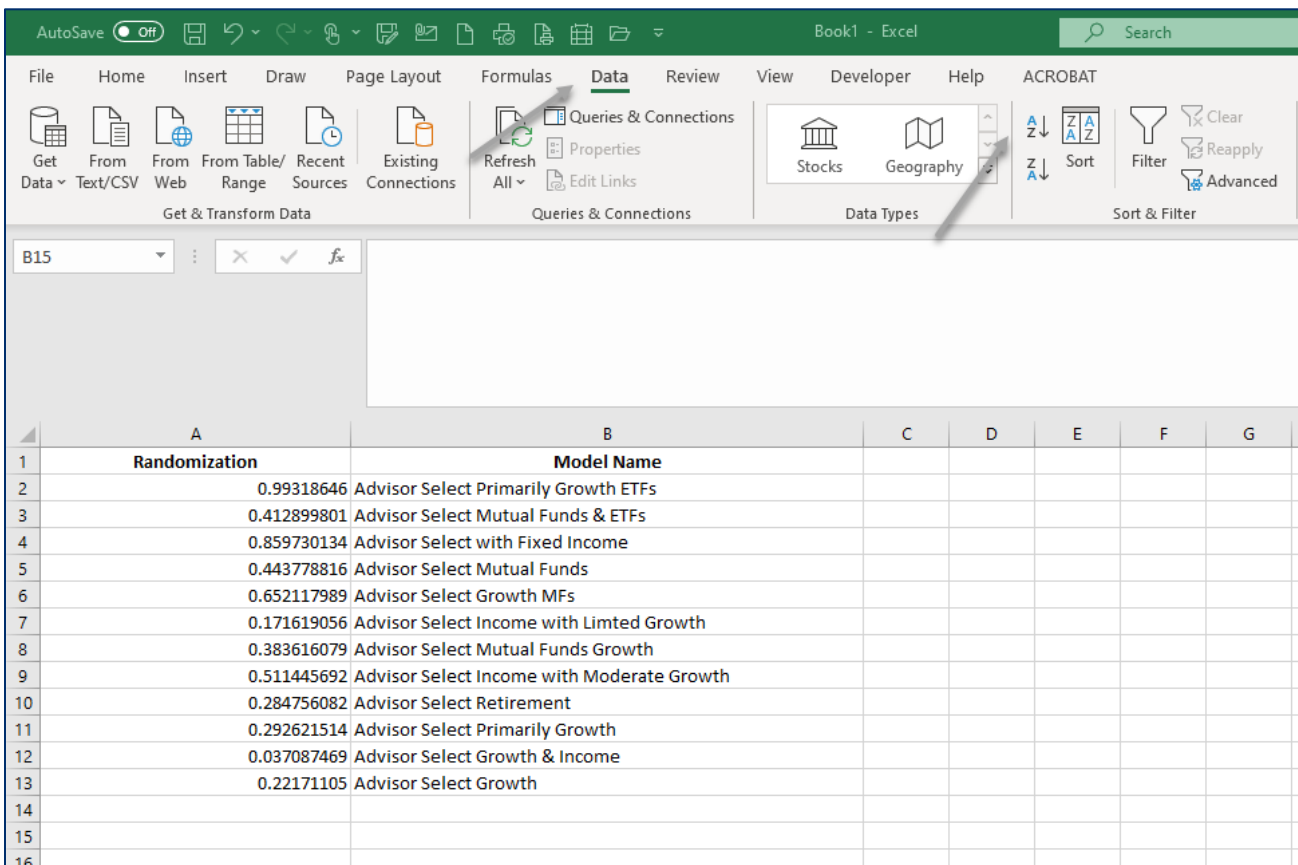 AutoSave Off Book1 - Excel Search
File Home Insert Draw Page Layout Formulas Data Review View Developer Help ACROBAT
Get Data
From Text/CSV
From Web
From Table/ Range
Recent Sources
Existing Connections
Get & Transform Data
Refresh All
Queries & Connections
Properties
Edit Links
Queries & Connections
Stocks
Geography
Data Types
Sort
Filter
Clear
Reapply
Advanced
Sort & Filter
B15 fx
A B C D E F G
1 Randomization Model Name
2 0.99318646 Advisor Select Primarily Growth ETFs
3 0.412899801 Advisor Select Mutual Funds & ETFs
4 0.859730134 Advisor Select with Fixed Income
5 0.443778816 Advisor Select Mutual Funds
6 0.652117989 Advisor Select Growth MFs
7 0.171619056 Advisor Select Income with Limted Growth
8 0.383616079 Advisor Select Mutual Funds Growth
9 0.511445692 Advisor Select Income with Moderate Growth
10 0.284756082 Advisor Select Retirement
11 0.292621514 Advisor Select Primarily Growth
12 0.037087469 Advisor Select Growth & Income
13 0.22171105 Advisor Select Growth
14
15
16